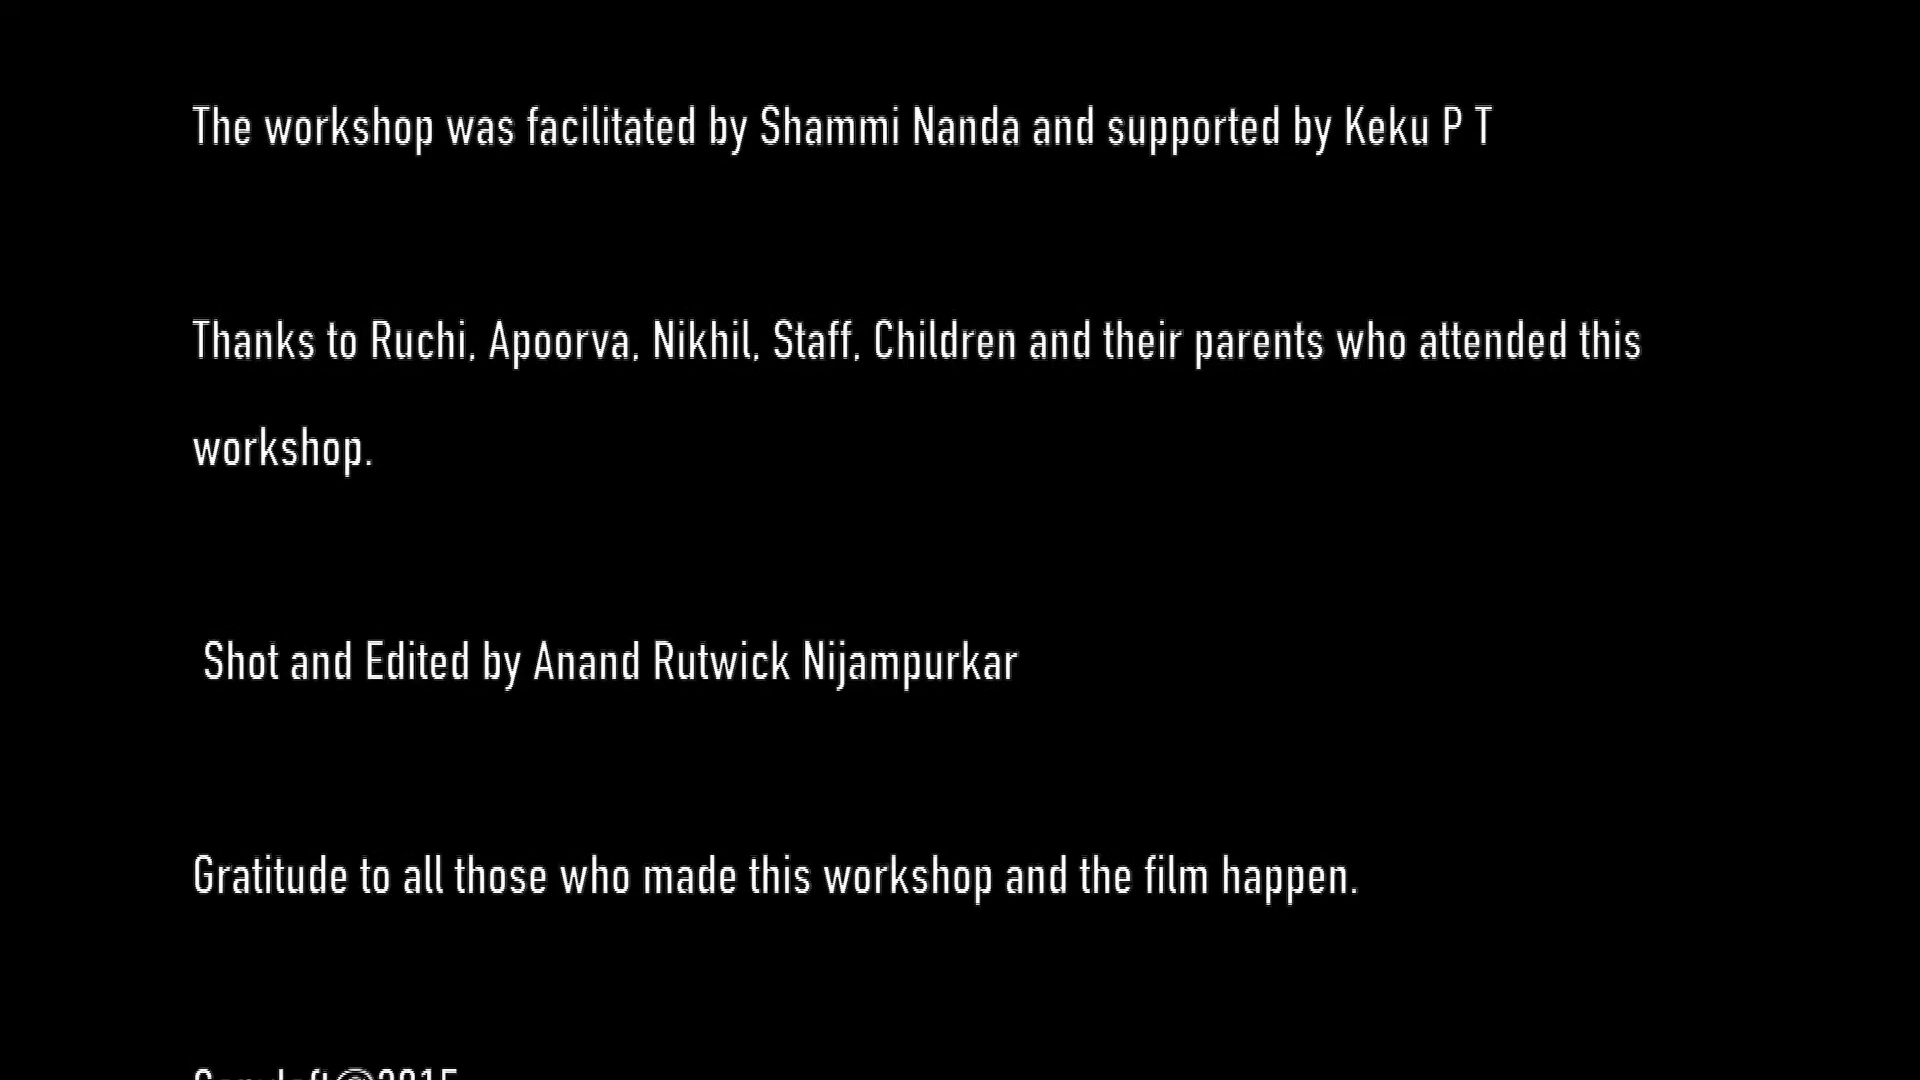 The workshop was facilitated by Shammi Nanda and supported by Keku P T
Thanks to Ruchi, Apoorva, Nikhil, Staff, Children and their parents who attended this
workshop.
Shot and Edited by Anand Rutwick Nijampurkar
Gratitude to all those who made this workshop and the film happen.